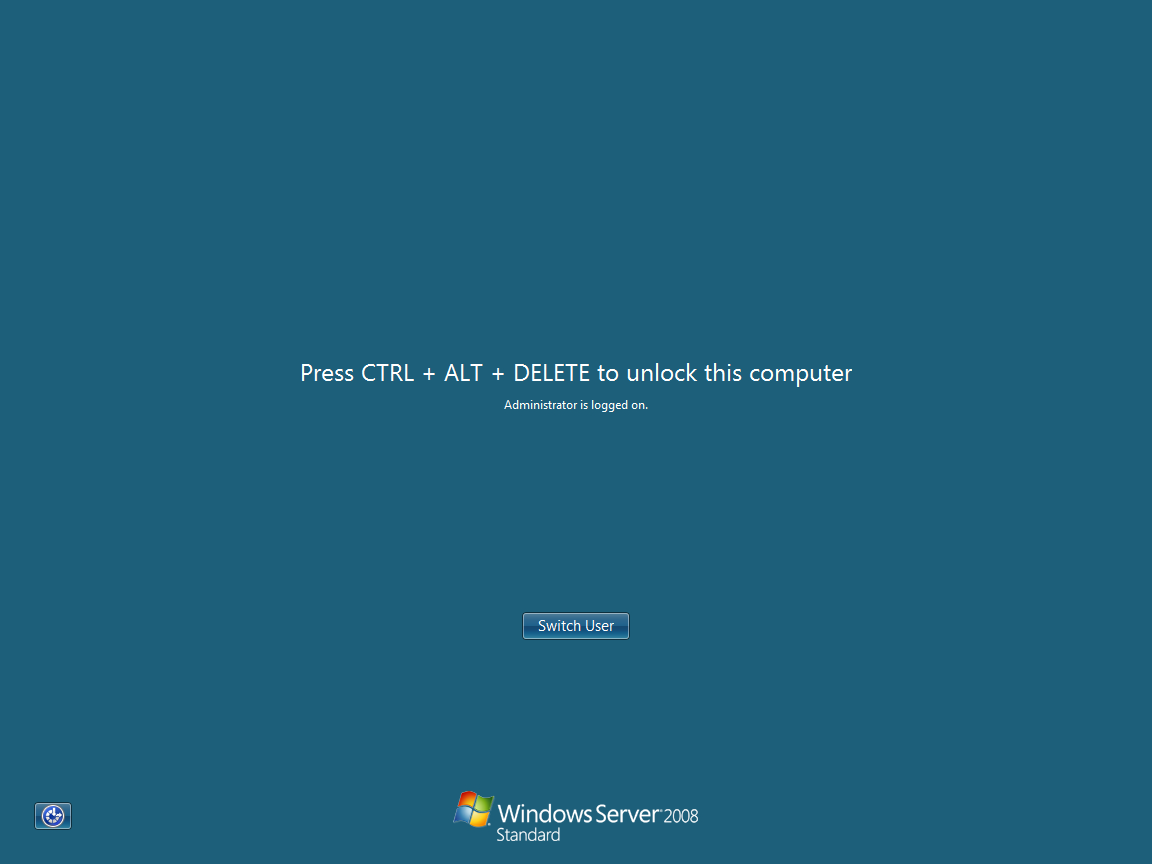 Press CTRL + ALT + DELETE to unlock this computer
Administrator is logged on.
Switch User
Windows Server 2008
Standard